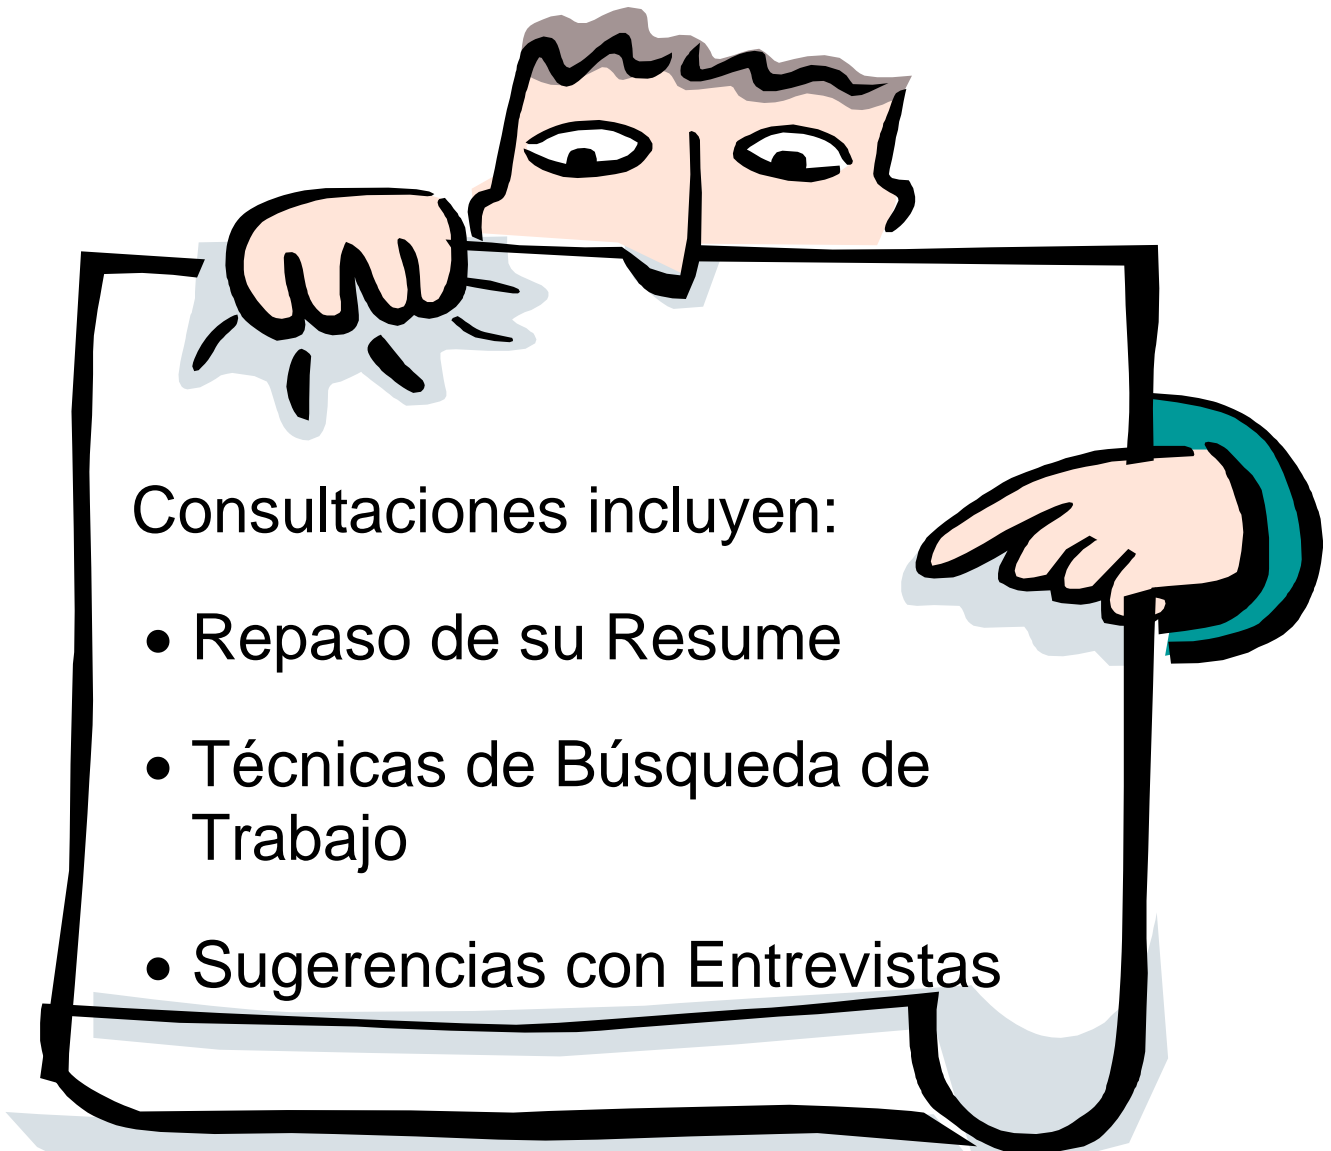 Consultaciones incluyen:
• Repaso de su Resume
• Técnicas de Búsqueda de
Trabajo
• Sugerencias con Entrevistas